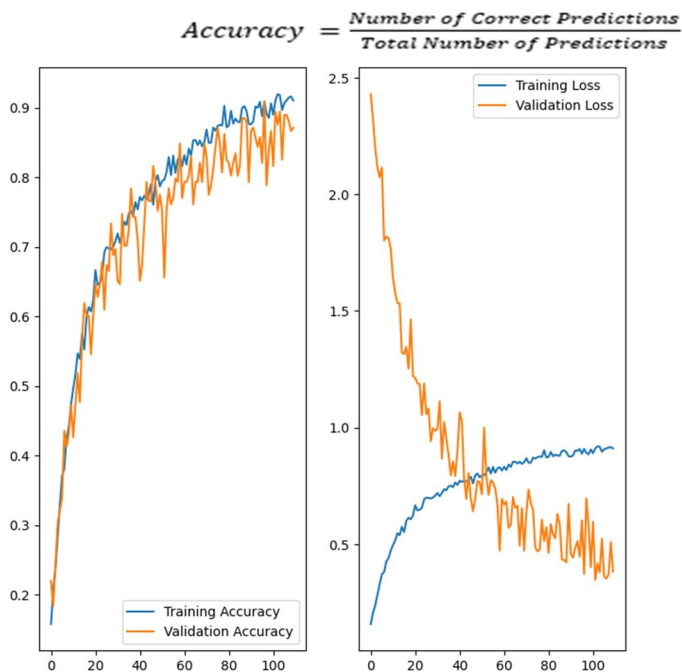 Accuracy = Number of Correct Predictions / Total Number of Predictions
0.9
0.8
0.7
0.6
0.5
0.4
0.3
0.2
0 20 40 60 80 100
Training Accuracy
Validation Accuracy
2.5
2.0
1.5
1.0
0.5
0 20 40 60 80 100
Training Loss
Validation Loss